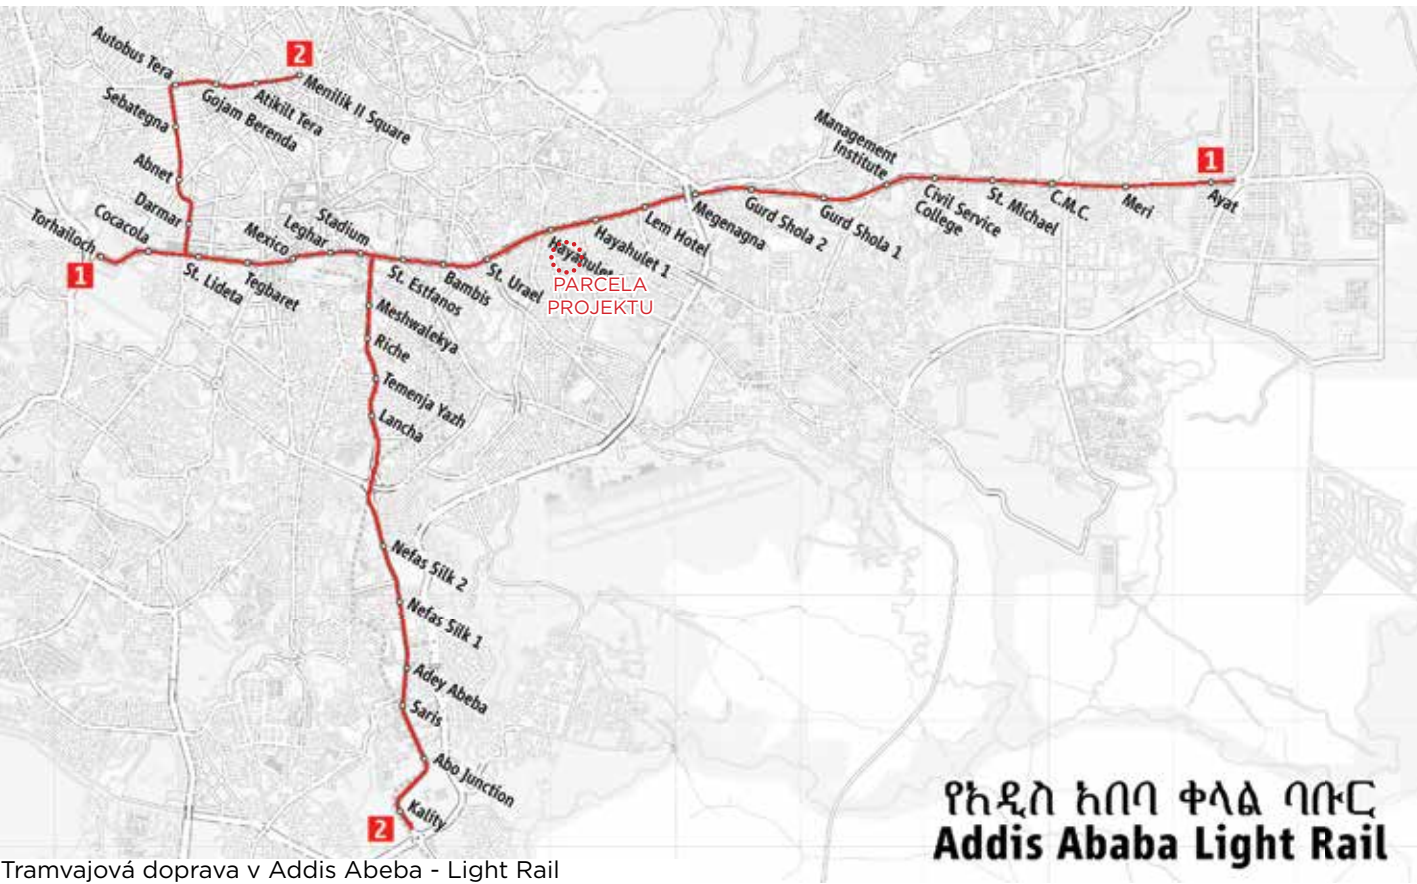 2
Autobus Tera
Gojam Berenda
Atikilt Tera
Menilik II Square
Sebategna
Abnet
Darmar
Cocacola
Torhailoch
1
St. Lideta
Tegbaret
Mexico
Leghar
Stadium
St. Estfanos
Bambis
St. Urael
Hayahulet
PARCELA
PROJEKTU
Hayahulet 1
Lem Hotel
Megenagna
Gurd Shola 2
Gurd Shola 1
Management
Institute
Civil Service
College
St. Michael
C.M.C.
Meri
1
Ayat
Meshwalekya
Riche
Temenja Yazh
Lancha
Nefas Silk 2
Nefas Silk 1
Adey Abeba
Saris
Abo Junction
Kality
2
የአዲስ አበባ ቀላል ባቡር
Addis Ababa Light Rail
Tramvajová doprava v Addis Abeba - Light Rail